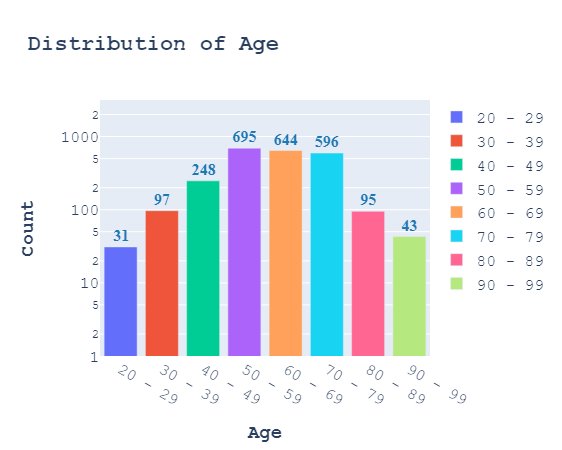 Distribution of Age
Count
2
1000
5
2
100
5
2
10
5
2
1
31
97
248
695
644
596
95
43
20 - 29
30 - 39
40 - 49
50 - 59
60 - 69
70 - 79
80 - 89
90 - 99
Age
20 - 29
30 - 39
40 - 49
50 - 59
60 - 69
70 - 79
80 - 89
90 - 99